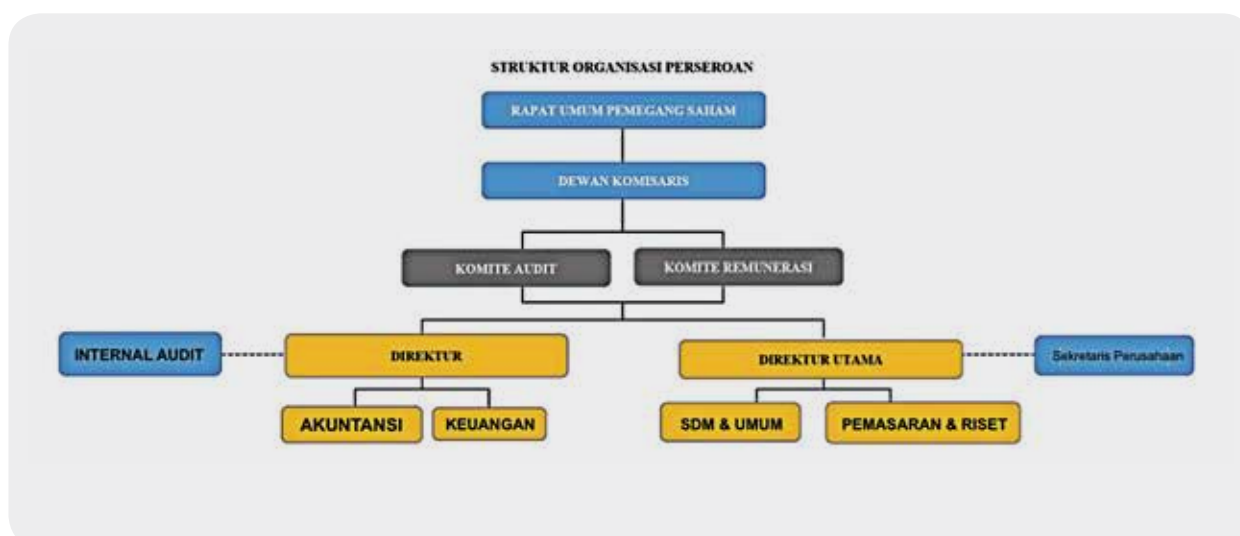 STRUKTUR ORGANISASI PERSEROAN
RAPAT UMUM PEMEGANG SAHAM
DEWAN KOMISARIS
KOMITE AUDIT
KOMITE REMUNERASI
INTERNAL AUDIT
DIREKTUR
DIREKTUR UTAMA
Sekretaris Perusahaan
AKUNTANSI
KEUANGAN
SDM & UMUM
PEMASARAN & RISET